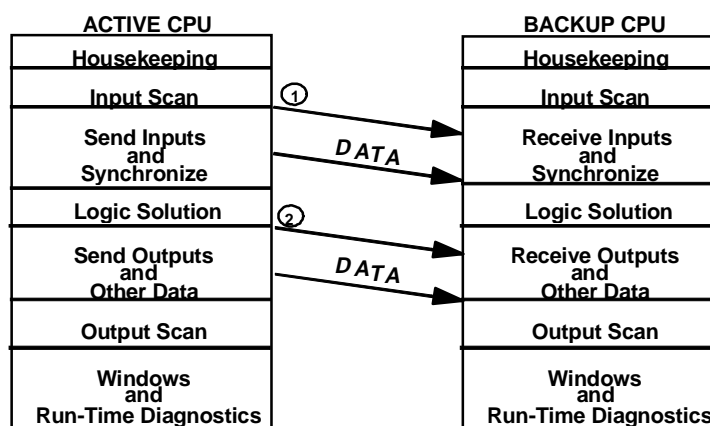 ACTIVE CPU
Housekeeping
Input Scan
Send Inputs
and
Synchronize
Logic Solution
Send Outputs
and
Other Data
Output Scan
Windows
and
Run-Time Diagnostics
1
DATA
2
DATA
BACKUP CPU
Housekeeping
Input Scan
Receive Inputs
and
Synchronize
Logic Solution
Receive Outputs
and
Other Data
Output Scan
Windows
and
Run-Time Diagnostics